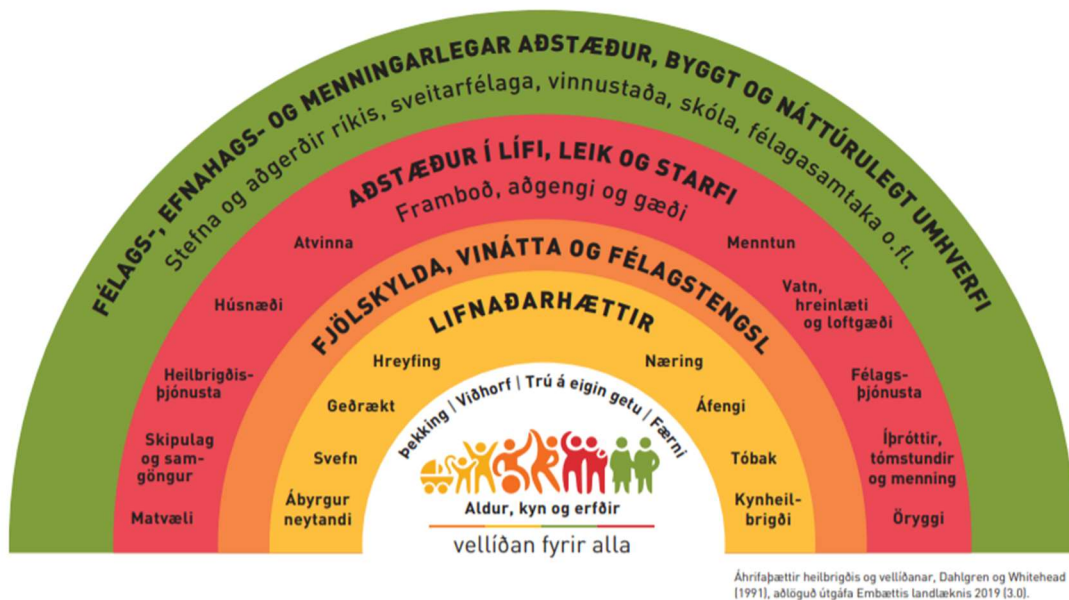 FÉLAGS-, EFNAHAGS- OG MENNINGARLEGAR AÐSTÆÐUR, BYGGT OG NÁTTÚRULEGT UMHVERFI
Stefna og aðgerðir ríkis, sveitarfélaga, vinnustaða, skóla, félagasamtaka o.fl.
AÐSTÆÐUR Í LÍFI, LEIK OG STARFI
Framboð, aðgengi og gæði
Atvinna
Húsnæði
Heilbrigðis-
þjónusta
Skipulag
og sam-
göngur
Matvæli
Menntun
Vatn,
hreinlæti
og loftgæði
Félags-
þjónusta
Íþróttir,
tómstundir
og menning
Öryggi
FJÖLSKYLDA, VINÁTTA OG FÉLAGSTENGSL
LIFNAÐARHÆTTIR
Hreyfing
Geðrækt
Svefn
Ábyrgur
neytandi
Næring
Áfengi
Tóbak
Kynheil-
brigði
Þekking | Viðhorf | Trú á eigin getu | Færni
Aldur, kyn og erfðir
vellíðan fyrir alla
Áhrifaþættir heilbrigðis og vellíðanar, Dahlgren og Whitehead
(1991), aðlöguð útgáfa Embættis landlæknis 2019 (3.0).